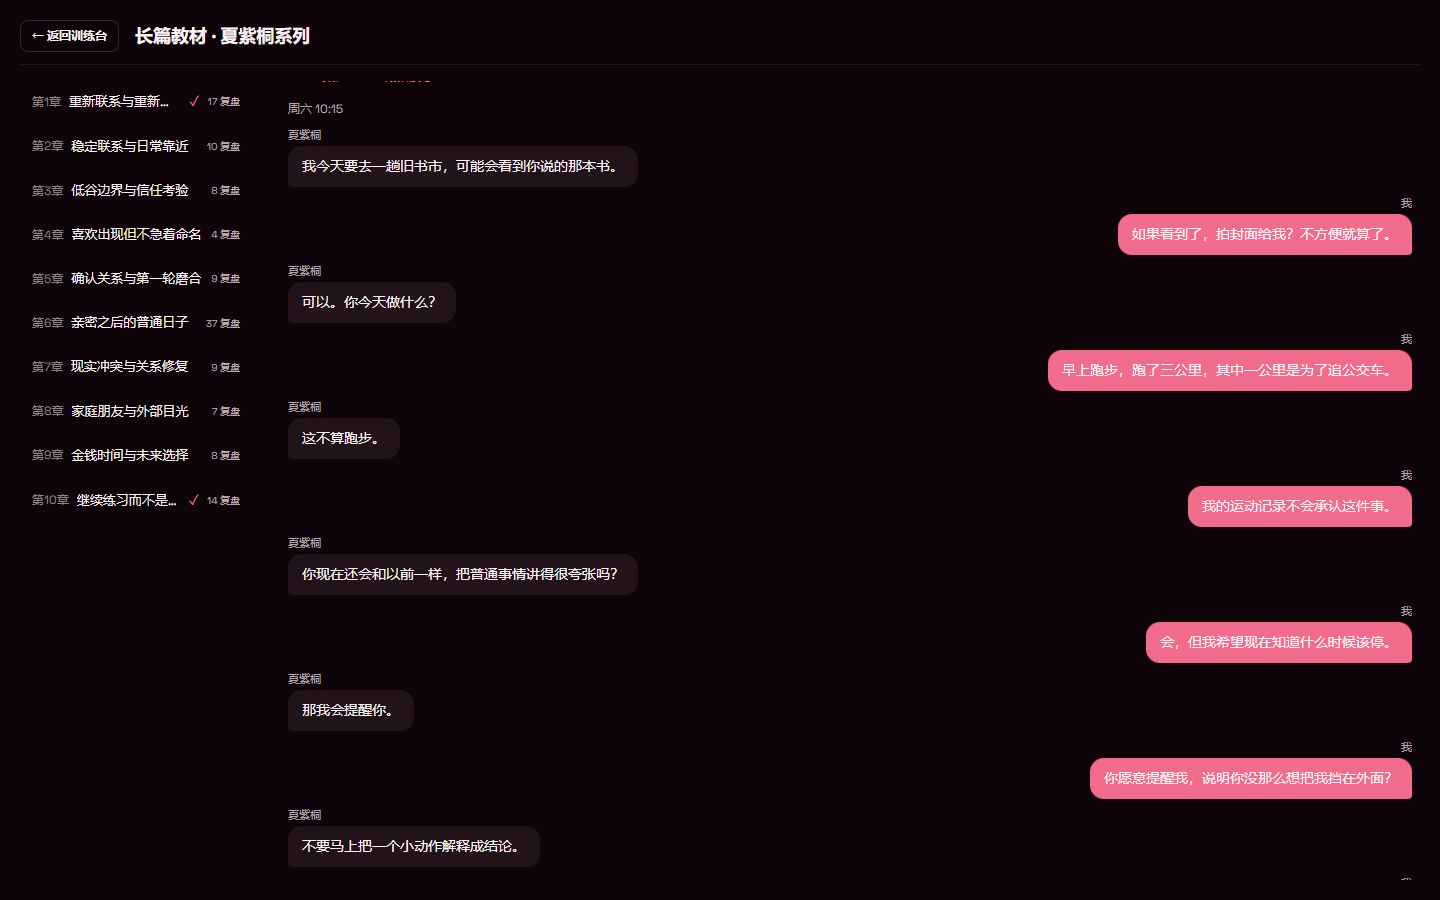 ← 返回训练台
长篇教材 · 夏紫桐系列
第1章 重新联系与重新... ✓ 17 复盘
第2章 稳定联系与日常靠近 10 复盘
第3章 低谷边界与信任考验 8 复盘
第4章 喜欢出现但不急着命名 4 复盘
第5章 确认关系与第一轮磨合 9 复盘
第6章 亲密之后的普通日子 37 复盘
第7章 现实冲突与关系修复 9 复盘
第8章 家庭朋友与外部目光 7 复盘
第9章 金钱时间与未来选择 8 复盘
第10章 继续练习而不是... ✓ 14 复盘
周六 10:15
夏紫桐
我今天要去一趟旧书市，可能会看到你说的那本书。
我
如果看到了，拍封面给我？不方便就算了。
夏紫桐
可以。你今天做什么？
我
早上跑步，跑了三公里，其中一公里是为了追公交车。
夏紫桐
这不算跑步。
我
我的运动记录不会承认这件事。
夏紫桐
你现在还会和以前一样，把普通事情讲得很夸张吗？
我
会，但我希望现在知道什么时候该停。
夏紫桐
那我会提醒你。
我
你愿意提醒我，说明你没那么想把我挡在外面？
夏紫桐
不要马上把一个小动作解释成结论。